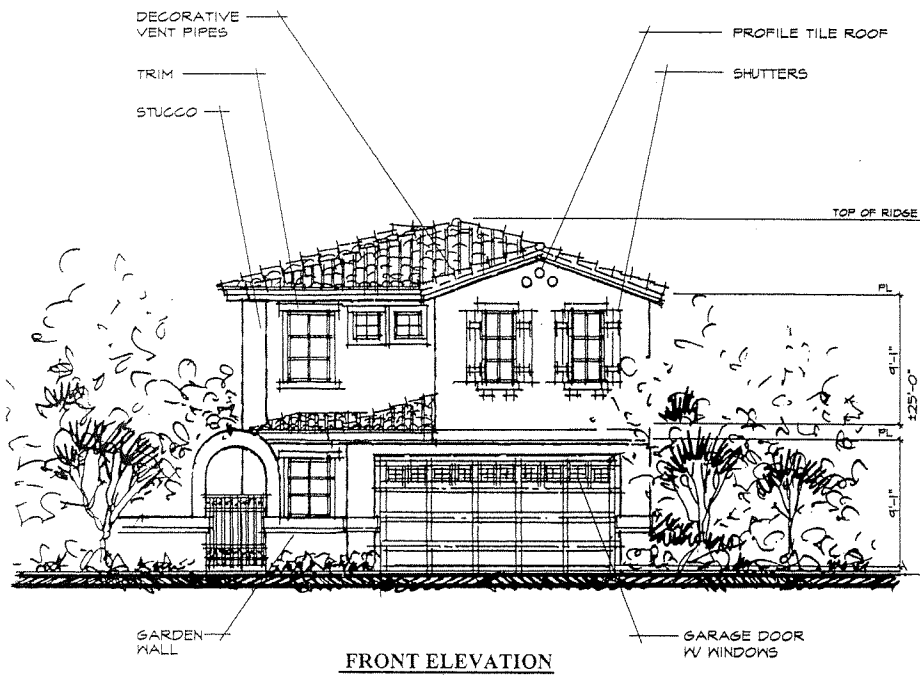 DECORATIVE
VENT PIPES
PROFILE TILE ROOF
TRIM
SHUTTERS
STUCCO
TOP OF RIDGE
PL
9'-1"
±25'-0"
PL
9'-1"
GARDEN
WALL
GARAGE DOOR
W/ WINDOWS
FRONT ELEVATION